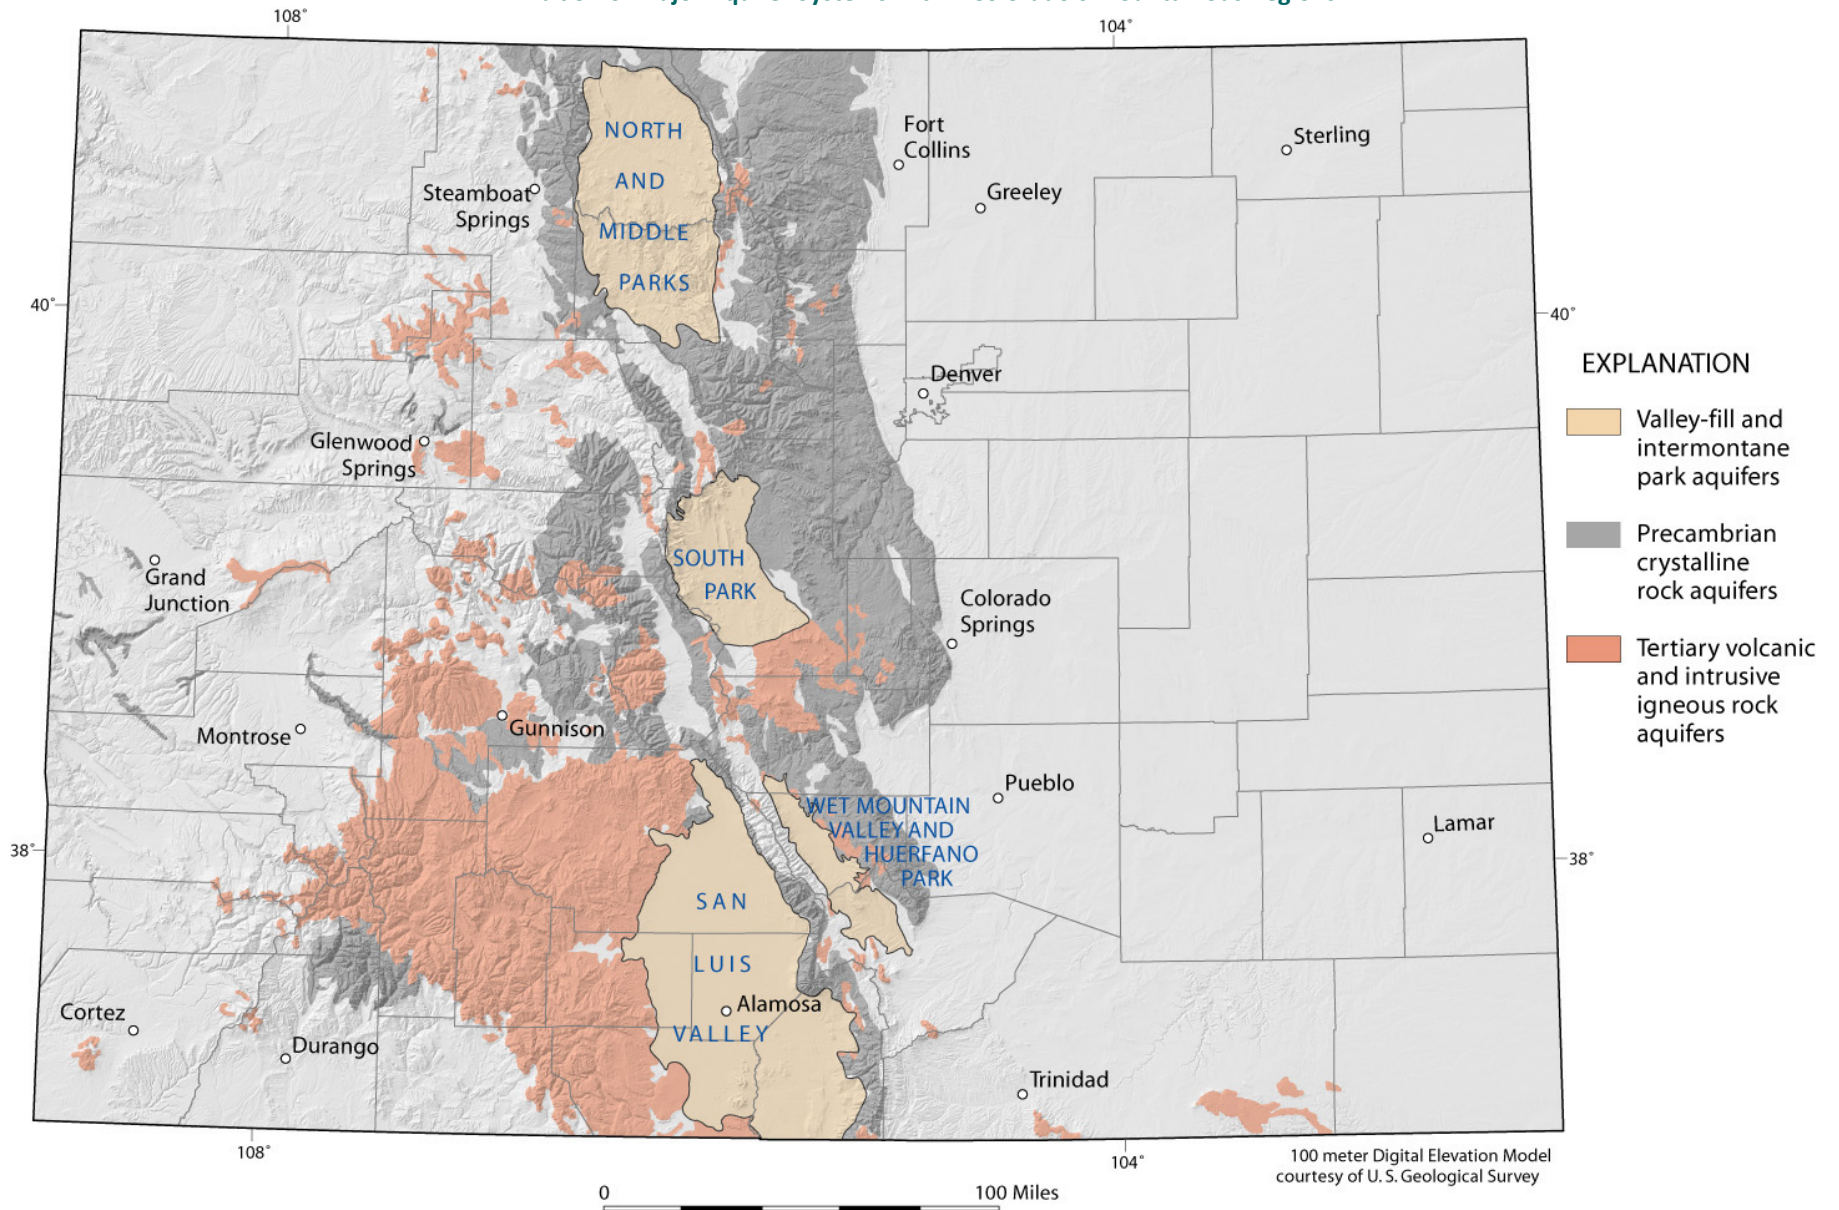 108°
104°
NORTH
AND
MIDDLE
PARKS
Fort
Collins
Sterling
Greeley
Steamboat
Springs
40°
40°
Denver
Glenwood
Springs
EXPLANATION
Valley-fill and
intermontane
park aquifers
Precambrian
crystalline
rock aquifers
Tertiary volcanic
and intrusive
igneous rock
aquifers
SOUTH
PARK
Grand
Junction
Colorado
Springs
Gunnison
Montrose
Pueblo
WET MOUNTAIN
VALLEY AND
HUERFANO
PARK
Lamar
38°
38°
SAN
LUIS
VALLEY
Alamosa
Cortez
Durango
Trinidad
108°
104°
100 meter Digital Elevation Model
courtesy of U. S. Geological Survey
0
100 Miles